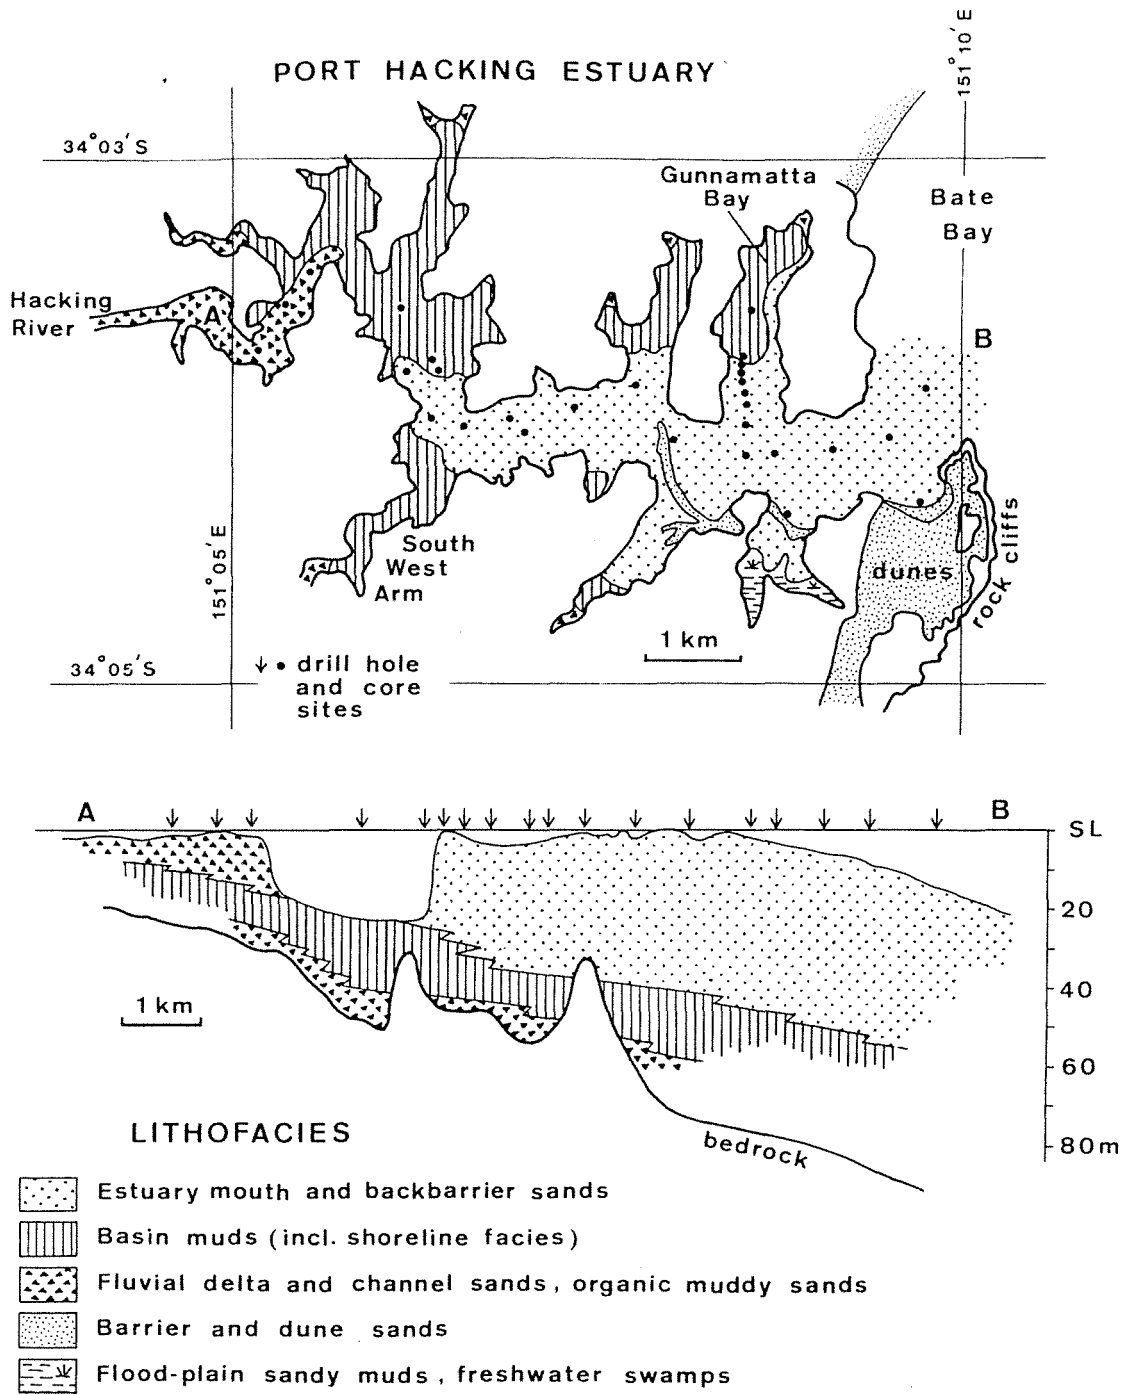 PORT HACKING ESTUARY
151°10'E
34°03'S
Gunnamatta
Bay
Bate
Bay
Hacking
River
A
B
South
West
Arm
151°05'E
dunes
rock cliffs
1 km
34°05'S
drill hole
and core
sites
A
B
SL
20
40
60
80m
1 km
bedrock
LITHOFACIES
Estuary mouth and backbarrier sands
Basin muds (incl. shoreline facies)
Fluvial delta and channel sands, organic muddy sands
Barrier and dune sands
Flood-plain sandy muds, freshwater swamps